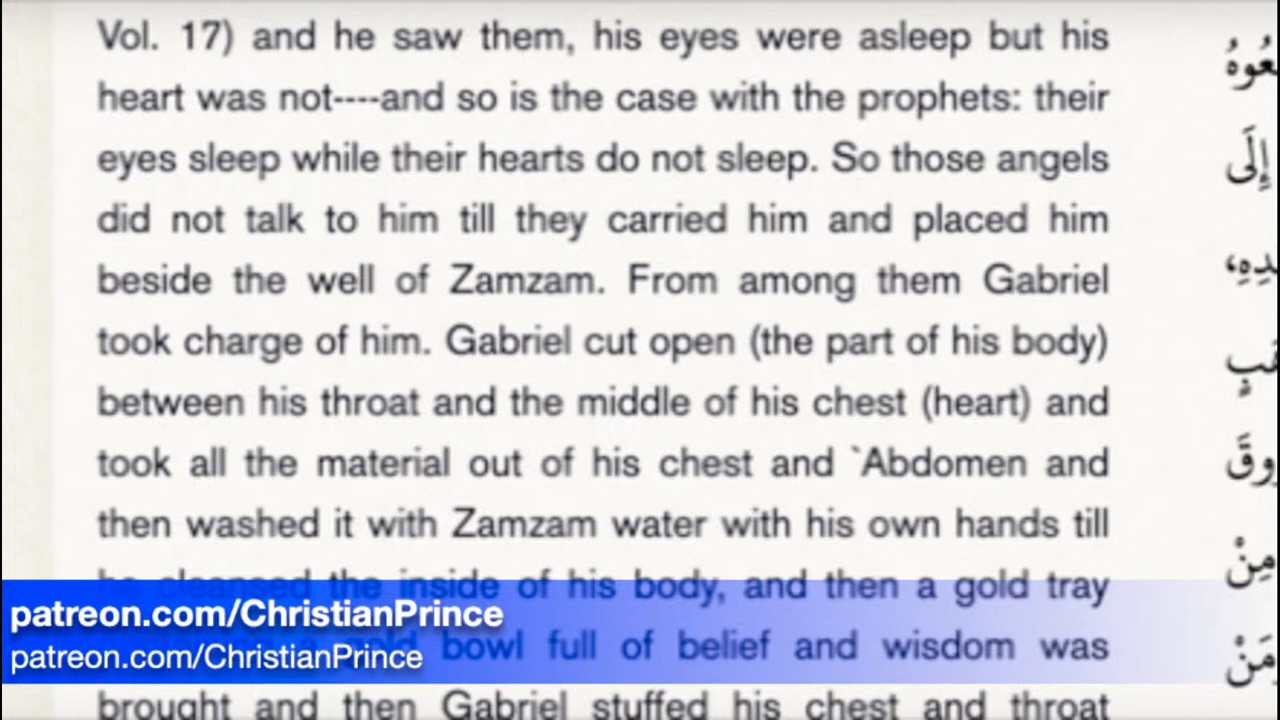 Vol. 17) and he saw them, his eyes were asleep but his
heart was not----and so is the case with the prophets: their
eyes sleep while their hearts do not sleep. So those angels
did not talk to him till they carried him and placed him
beside the well of Zamzam. From among them Gabriel
took charge of him. Gabriel cut open (the part of his body)
between his throat and the middle of his chest (heart) and
took all the material out of his chest and `Abdomen and
then washed it with Zamzam water with his own hands till
he cleansed the inside of his body, and then a gold tray
gold bowl full of belief and wisdom was
brought and then Gabriel stuffed his chest and throat
patreon.com/ChristianPrince
patreon.com/ChristianPrince
إِلَى
مِنْ